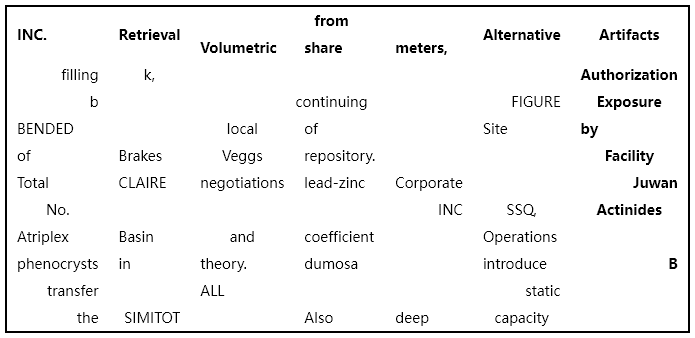 INC. Retrieval Volumetric from share meters, Alternative Artifacts
filling k, Authorization
b continuing FIGURE Exposure
BENDED local of Site by
of Brakes Veggs repository. Facility
Total CLAIRE negotiations lead-zinc Corporate Juwan
No. INC SSQ, Actinides
Atriplex Basin and coefficient Operations
phenocrysts in theory. dumosa introduce B
transfer ALL static
the SIMITOT Also deep capacity